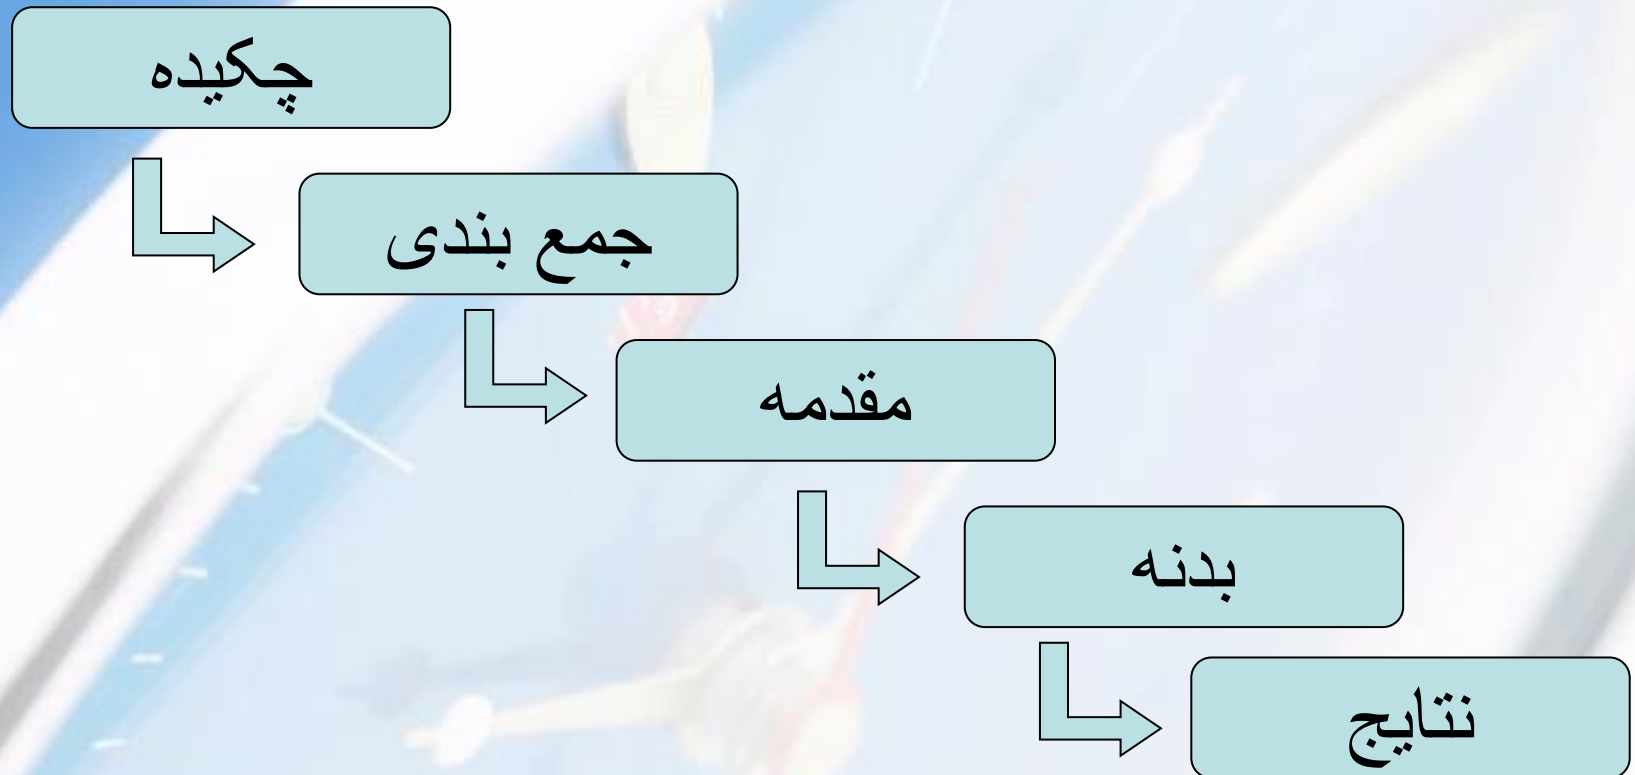 چکیده
جمع بندی
مقدمه
بدنه
نتایج